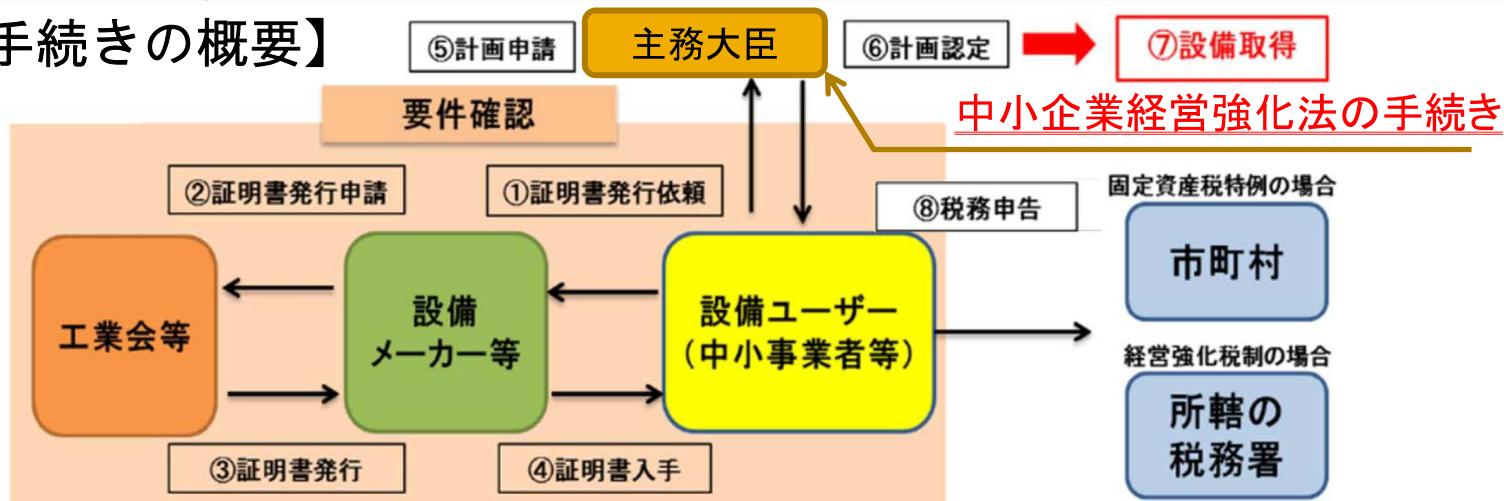 手続きの概要】
⑤計画申請
主務大臣
⑥計画認定
⑦設備取得
中小企業経営強化法の手続き
要件確認
②証明書発行申請
①証明書発行依頼
⑧税務申告
固定資産税特例の場合
市町村
工業会等
設備
メーカー等
設備ユーザー
（中小事業者等）
経営強化税制の場合
所轄の
税務署
③証明書発行
④証明書入手